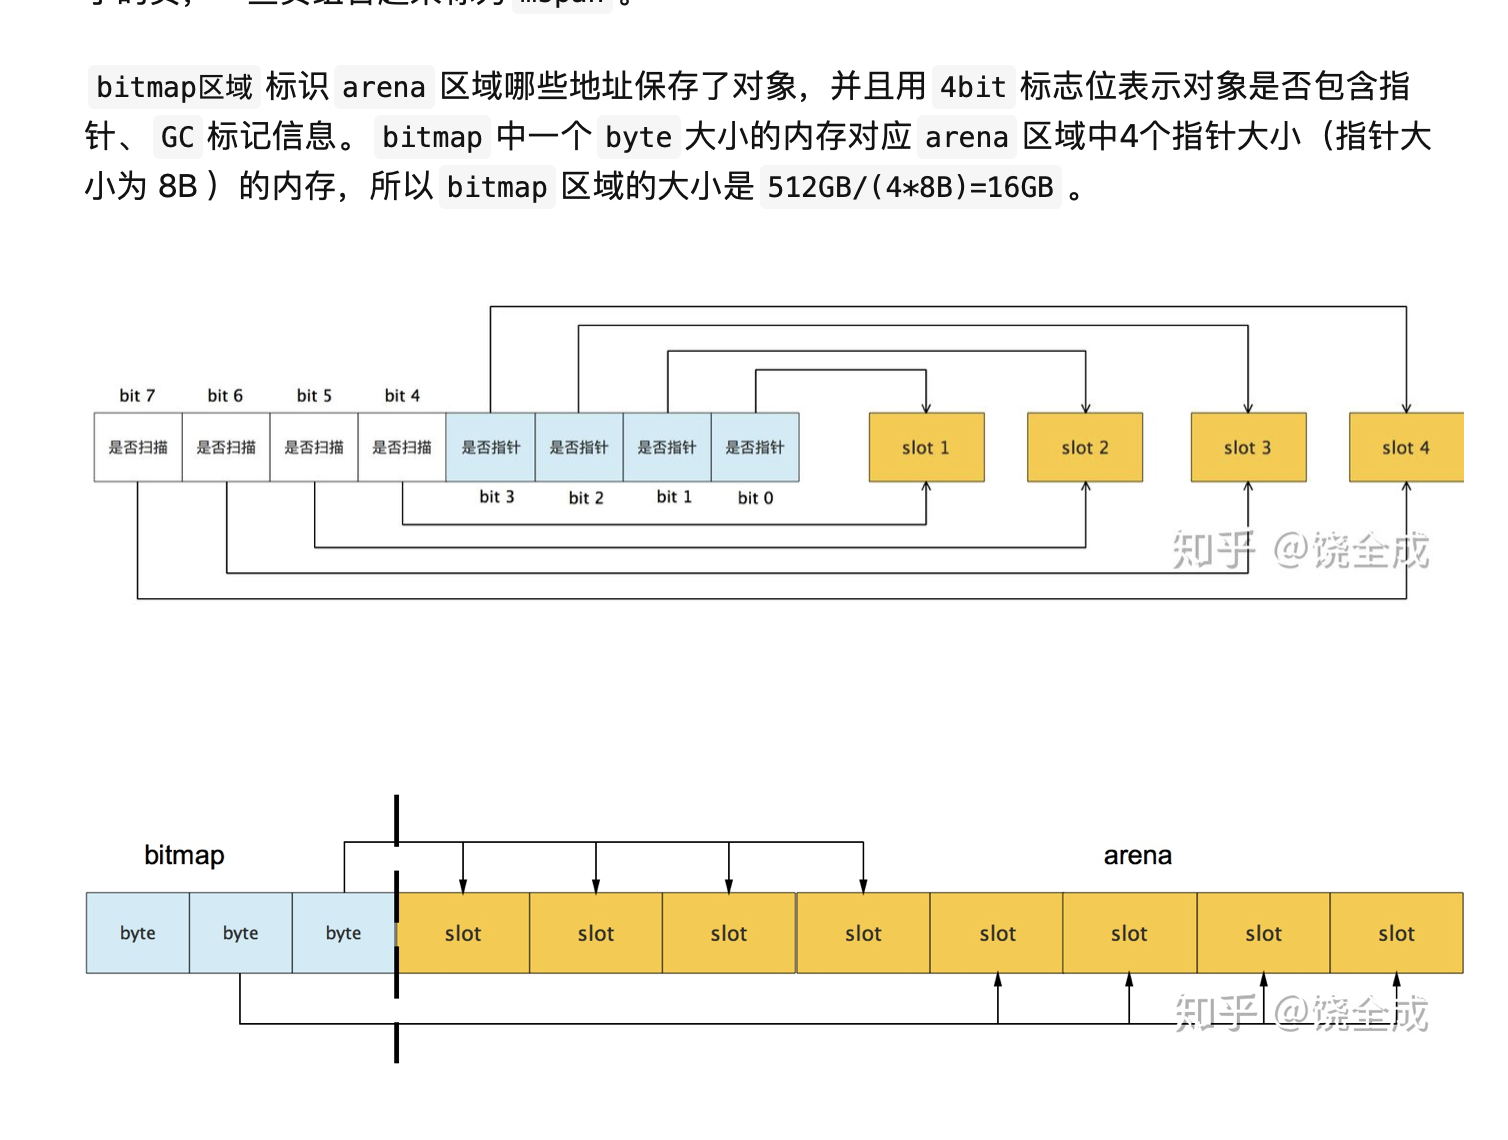 mspan 。
bitmap区域 标识 arena 区域哪些地址保存了对象，并且用 4bit 标志位表示对象是否包含指
针、 GC 标记信息。 bitmap 中一个 byte 大小的内存对应 arena 区域中4个指针大小（指针大
小为 8B ）的内存，所以 bitmap 区域的大小是 512GB/(4*8B)=16GB 。
bit 7 bit 6 bit 5 bit 4
是否扫描 是否扫描 是否扫描 是否扫描 是否指针 是否指针 是否指针 是否指针 slot 1 slot 2 slot 3 slot 4
bit 3 bit 2 bit 1 bit 0
知乎 @饶全成
bitmap arena
byte byte byte slot slot slot slot slot slot slot slot
知乎 @饶全成